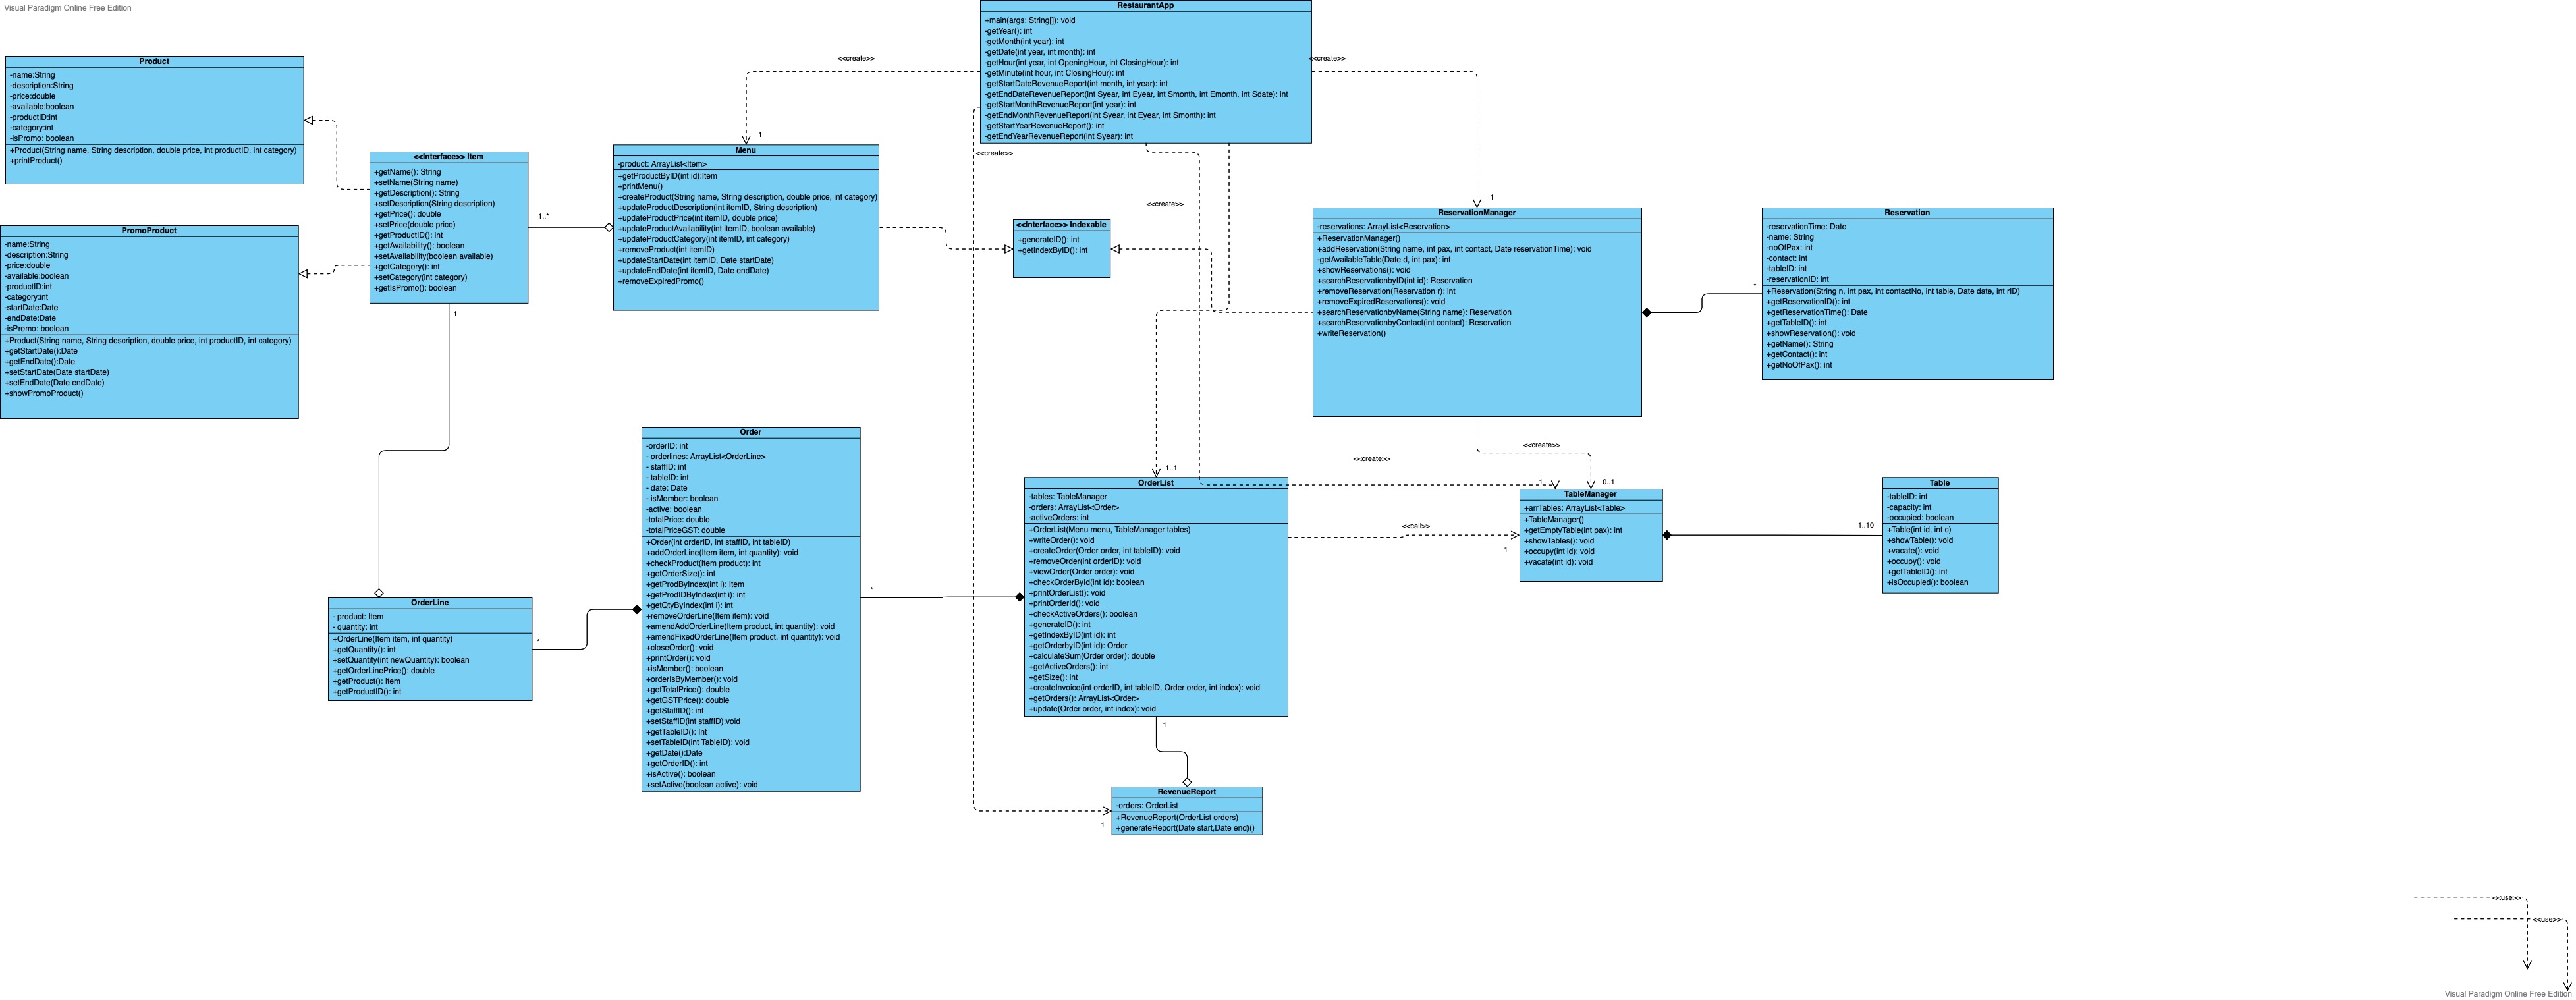 Visual Paradigm Online Free Edition
RestaurantApp
+main(args: String[]): void
-getYear(): int
-getMonth(int year): int
-getDate(int year, int month): int
-getHour(int year, int OpeningHour, int ClosingHour): int
-getMinute(int hour, int ClosingHour): int
-getStartDateRevenueReport(int month, int year): int
-getEndDateRevenueReport(int Syear, int Eyear, int Smonth, int Emonth, int Sdate): int
-getStartMonthRevenueReport(int year): int
-getEndMonthRevenueReport(int Syear, int Eyear, int Smonth): int
-getStartYearRevenueReport(): int
-getEndYearRevenueReport(int Syear): int
<<create>>
<<create>>
<<create>>
<<create>>
1
1
Product
-name:String
-description:String
-price:double
-available:boolean
-productID:int
-category:int
-isPromo: boolean
+Product(String name, String description, double price, int productID, int category)
+printProduct()
PromoProduct
-name:String
-description:String
-price:double
-available:boolean
-productID:int
-category:int
-startDate:Date
-endDate:Date
-isPromo: boolean
+Product(String name, String description, double price, int productID, int category)
+getStartDate():Date
+getEndDate():Date
+setStartDate(Date startDate)
+setEndDate(Date endDate)
+showPromoProduct()
<<Interface>> Item
+getName(): String
+setName(String name)
+getDescription(): String
+setDescription(String description)
+getPrice(): double
+setPrice(double price)
+getProductID(): int
+getAvailability(): boolean
+setAvailability(boolean available)
+getCategory(): int
+setCategory(int category)
+getIsPromo(): boolean
1..*
1
Menu
-product: ArrayList<Item>
+getProductByID(int id):Item
+printMenu()
+createProduct(String name, String description, double price, int category)
+updateProductDescription(int itemID, String description)
+updateProductPrice(int itemID, double price)
+updateProductAvailability(int itemID, boolean available)
+updateProductCategory(int itemID, int category)
+removeProduct(int itemID)
+updateStartDate(int itemID, Date startDate)
+updateEndDate(int itemID, Date endDate)
+removeExpiredPromo()
<<Interface>> Indexable
+generateID(): int
+getIndexByID(): int
ReservationManager
-reservations: ArrayList<Reservation>
+ReservationManager()
+addReservation(String name, int pax, int contact, Date reservationTime): void
-getAvailableTable(Date d, int pax): int
+showReservations(): void
+searchReservationbyID(int id): Reservation
+removeReservation(Reservation r): int
+removeExpiredReservations(): void
+searchReservationbyName(String name): Reservation
+searchReservationbyContact(int contact): Reservation
+writeReservation()
*
Reservation
-reservationTime: Date
-name: String
-noOfPax: int
-contact: int
-tableID: int
-reservationID: int
+Reservation(String n, int pax, int contactNo, int table, Date date, int rID)
+getReservationID(): int
+getReservationTime(): Date
+getTableID(): int
+showReservation(): void
+getName(): String
+getContact(): int
+getNoOfPax(): int
<<create>>
<<create>>
Order
-orderID: int
- orderlines: ArrayList<OrderLine>
- staffID: int
- tableID: int
- date: Date
- isMember: boolean
- active: boolean
-totalPrice: double
-totalPriceGST: double
+Order(int orderID, int staffID, int tableID)
+addOrderLine(Item item, int quantity): void
+checkProduct(Item product): int
+getOrderSize(): int
+getProdByIndex(int i): Item
+getProdIDByIndex(int i): int
+getQtyByIndex(int i): int
+removeOrderLine(Item item): void
+amendAddOrderLine(Item product, int quantity): void
+amendFixedOrderLine(Item product, int quantity): void
+closeOrder(): void
+printOrder(): void
+isMember(): boolean
+orderIsByMember(): void
+getTotalPrice(): double
+getGSTPrice(): double
+getStaffID(): int
+setStaffID(int staffID):void
+getTableID(): Int
+setTableID(int TableID): void
+getDate():Date
+getOrderID(): int
+isActive(): boolean
+setActive(boolean active): void
*
1..1
OrderList
-tables: TableManager
-orders: ArrayList<Order>
-activeOrders: int
+OrderList(Menu menu, TableManager tables)
+writeOrder(): void
+createOrder(Order order, int tableID): void
+removeOrder(int orderID): void
+viewOrder(Order order): void
+checkOrderById(int id): boolean
+printOrderList(): void
+printOrderId(): void
+checkActiveOrders(): boolean
+generateID(): int
+getIndexByID(int id): int
+getOrderbyID(int id): Order
+calculateSum(Order order): double
+getActiveOrders(): int
+getSize(): int
+createInvoice(int orderID, int tableID, Order order, int index): void
+getOrders(): ArrayList<Order>
+update(Order order, int index): void
<<call>>
1
1
0..1
TableManager
+arrTables: ArrayList<Table>
+TableManager()
+getEmptyTable(int pax): int
+showTables(): void
+occupy(int id): void
+vacate(int id): void
1..10
Table
-tableID: int
-capacity: int
-occupied: boolean
+Table(int id, int c)
+showTable(): void
+vacate(): void
+occupy(): void
+getTableID(): int
+isOccupied(): boolean
OrderLine
- product: Item
- quantity: int
+OrderLine(Item item, int quantity)
+getQuantity(): int
+setQuantity(int newQuantity): boolean
+getOrderLinePrice(): double
+getProduct(): Item
+getProductID(): int
*
1
1
RevenueReport
-orders: OrderList
+RevenueReport(OrderList orders)
+generateReport(Date start,Date end)()
<<use>>
<<use>>
Visual Paradigm Online Free Edition